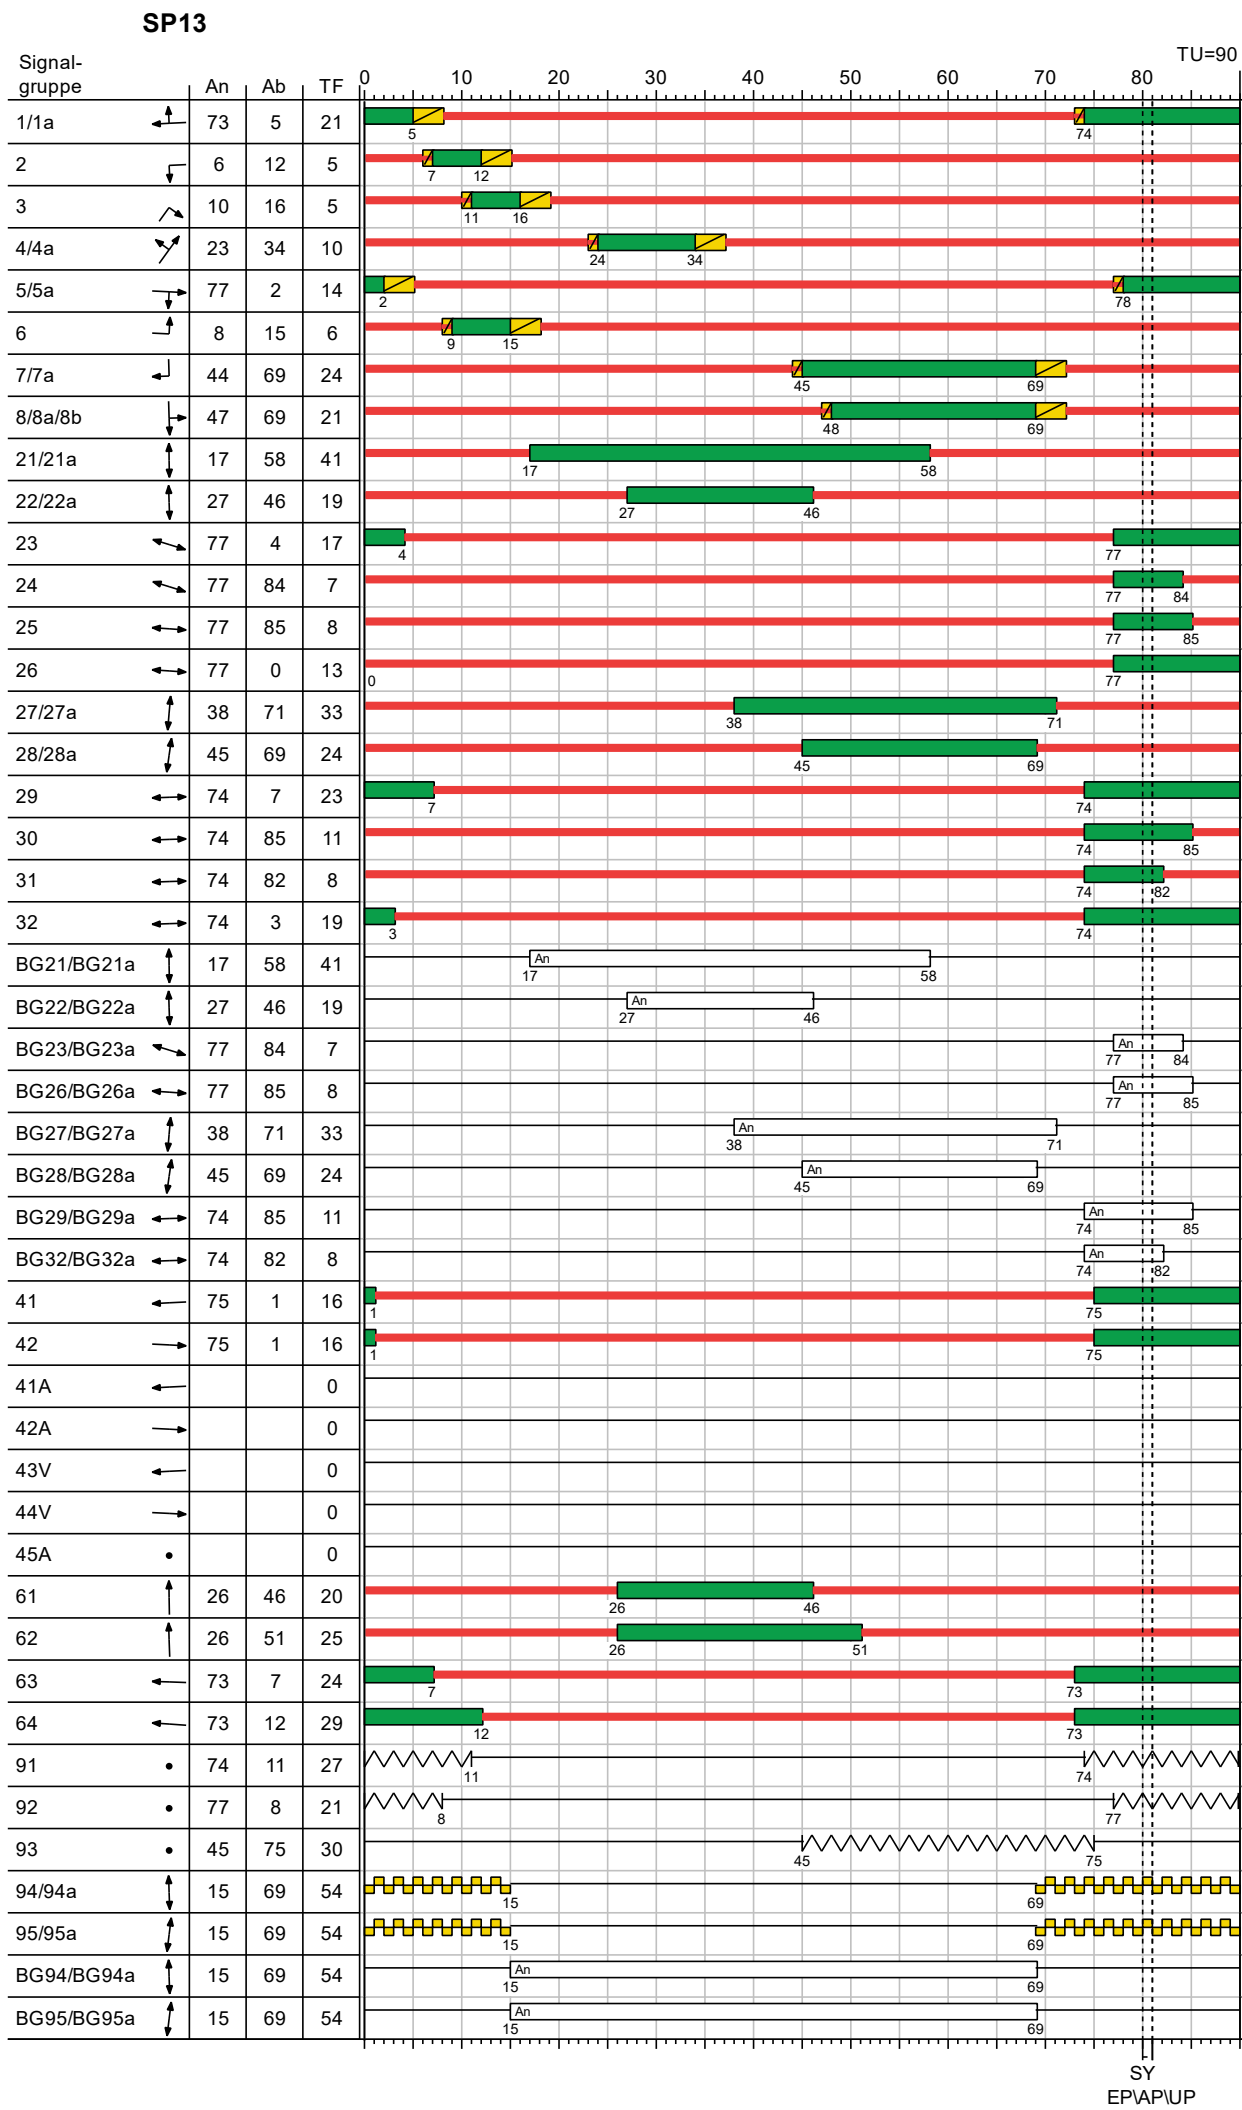 SP13
TU=90
Signal-
gruppe An Ab TF 0 10 20 30 40 50 60 70 80
1/1a 73 5 21 5 74
2 6 12 5 7 12
3 10 16 5 11 16
4/4a 23 34 10 24 34
5/5a 77 2 14 2 78
6 8 15 6 9 15
7/7a 44 69 24 45 69
8/8a/8b 47 69 21 48 69
21/21a 17 58 41 17 58
22/22a 27 46 19 27 46
23 77 4 17 4 77
24 77 84 7 77 84
25 77 85 8 77 85
26 77 0 13 0 77
27/27a 38 71 33 38 71
28/28a 45 69 24 45 69
29 74 7 23 7 74
30 74 85 11 74 85
31 74 82 8 74 82
32 74 3 19 3 74
BG21/BG21a 17 58 41 An 17 58
BG22/BG22a 27 46 19 An 27 46
BG23/BG23a 77 84 7 An 77 84
BG26/BG26a 77 85 8 An 77 85
BG27/BG27a 38 71 33 An 38 71
BG28/BG28a 45 69 24 An 45 69
BG29/BG29a 74 85 11 An 74 85
BG32/BG32a 74 82 8 An 74 82
41 75 1 16 1 75
42 75 1 16 1 75
41A 0
42A 0
43V 0
44V 0
45A 0
61 26 46 20 26 46
62 26 51 25 26 51
63 73 7 24 7 73
64 73 12 29 12 73
91 74 11 27 11 74
92 77 8 21 8 77
93 45 75 30 45 75
94/94a 15 69 54 15 69
95/95a 15 69 54 15 69
BG94/BG94a 15 69 54 An 15 69
BG95/BG95a 15 69 54 An 15 69
SY
EP\AP\UP